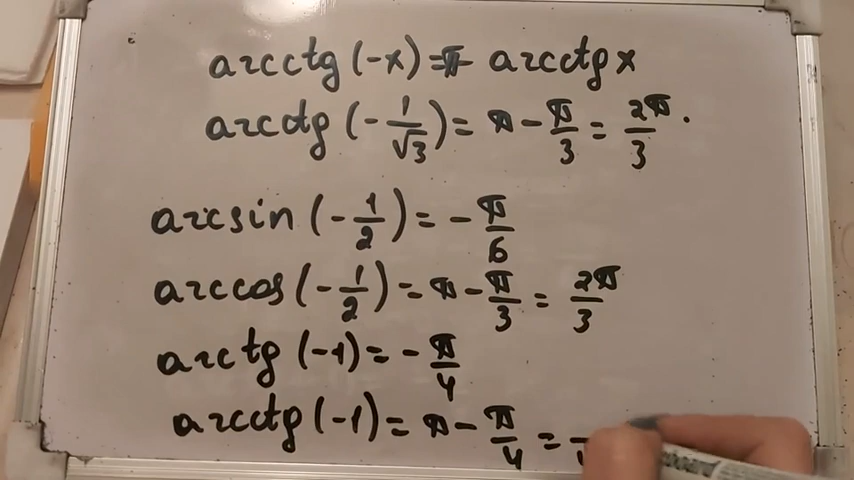 arcctg (-x) = π - arcctg x
arcctg (- 1/√3) = π - π/3 = 2π/3.
arcsin (- 1/2) = - π/6
arccos (- 1/2) = π - π/3 = 2π/3
arctg (-1) = - π/4
arcctg (-1) = π - π/4 =